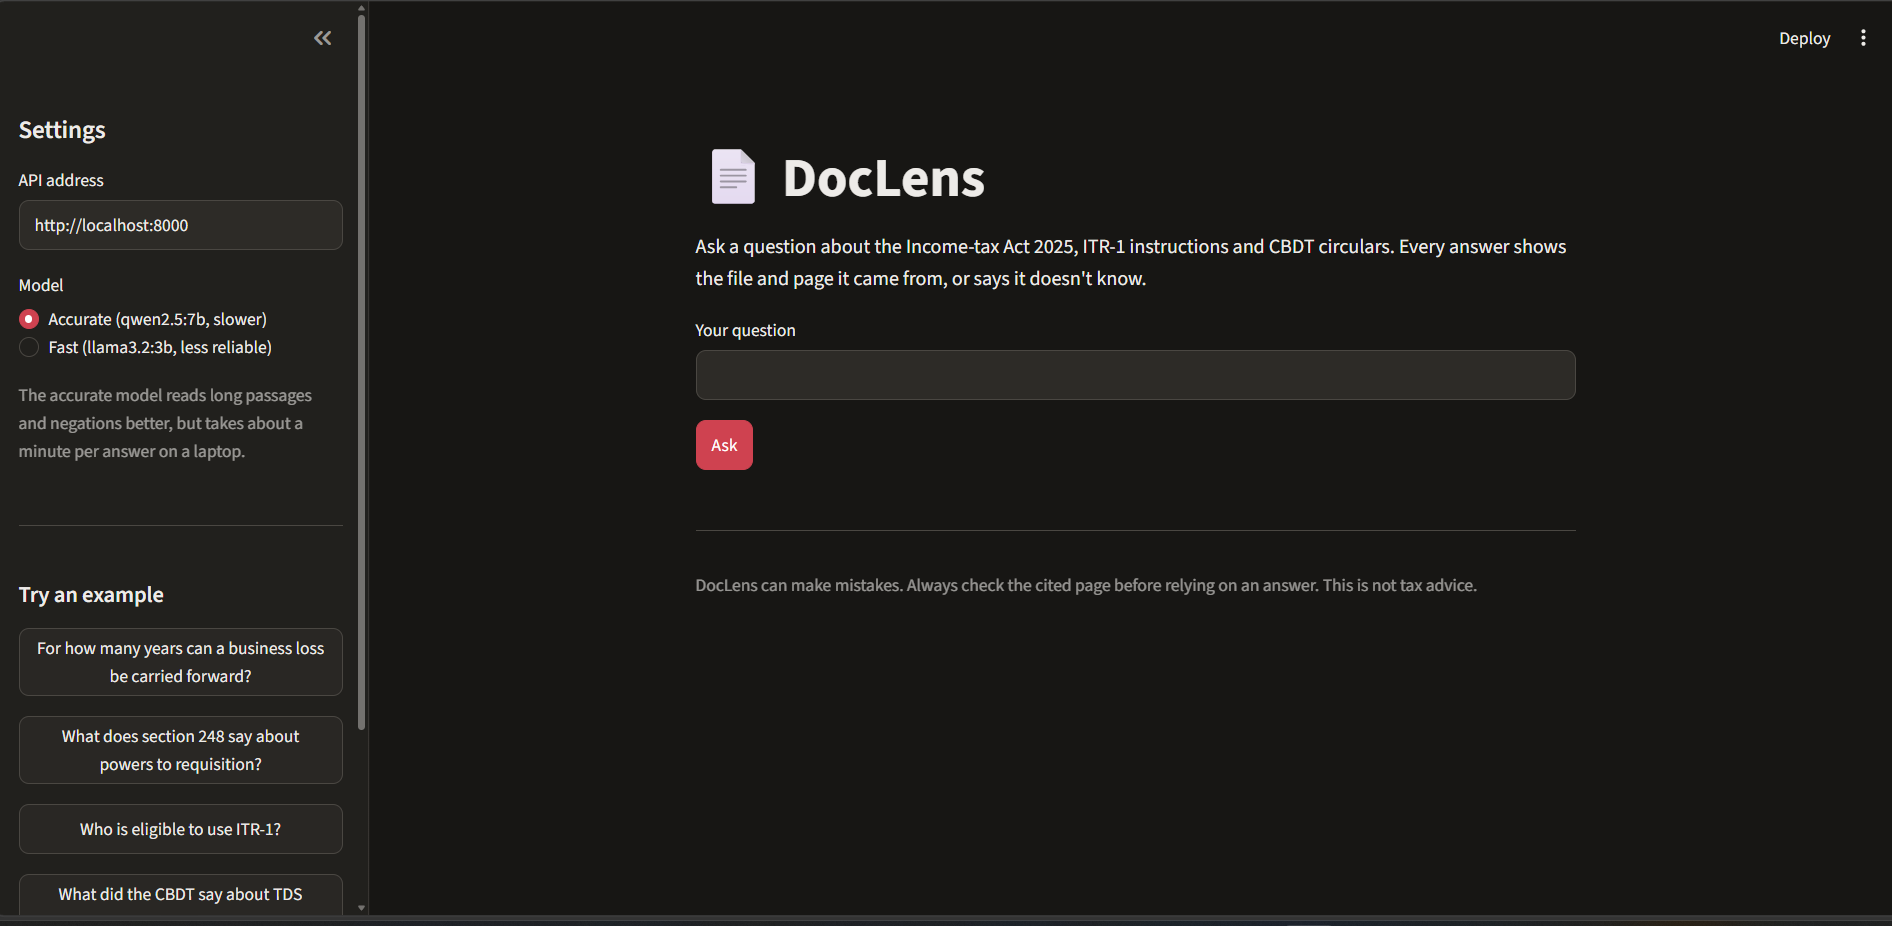 Settings
API address
http://localhost:8000
Model
Accurate (qwen2.5:7b, slower)
Fast (llama3.2:3b, less reliable)
The accurate model reads long passages
and negations better, but takes about a
minute per answer on a laptop.
Try an example
For how many years can a business loss
be carried forward?
What does section 248 say about
powers to requisition?
Who is eligible to use ITR-1?
What did the CBDT say about TDS
Deploy
DocLens
Ask a question about the Income-tax Act 2025, ITR-1 instructions and CBDT circulars. Every answer shows
the file and page it came from, or says it doesn't know.
Your question
Ask
DocLens can make mistakes. Always check the cited page before relying on an answer. This is not tax advice.